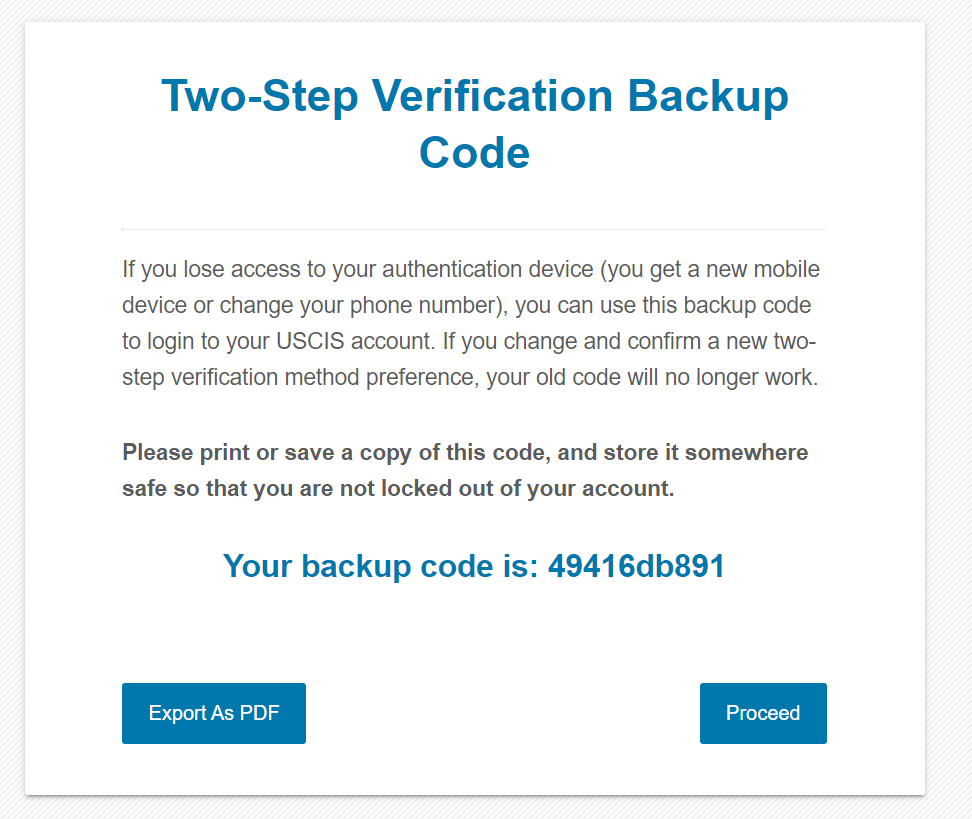 Two-Step Verification Backup
Code
If you lose access to your authentication device (you get a new mobile
device or change your phone number), you can use this backup code
to login to your USCIS account. If you change and confirm a new two-
step verification method preference, your old code will no longer work.
Please print or save a copy of this code, and store it somewhere
safe so that you are not locked out of your account.
Your backup code is: 49416db891
Export As PDF
Proceed